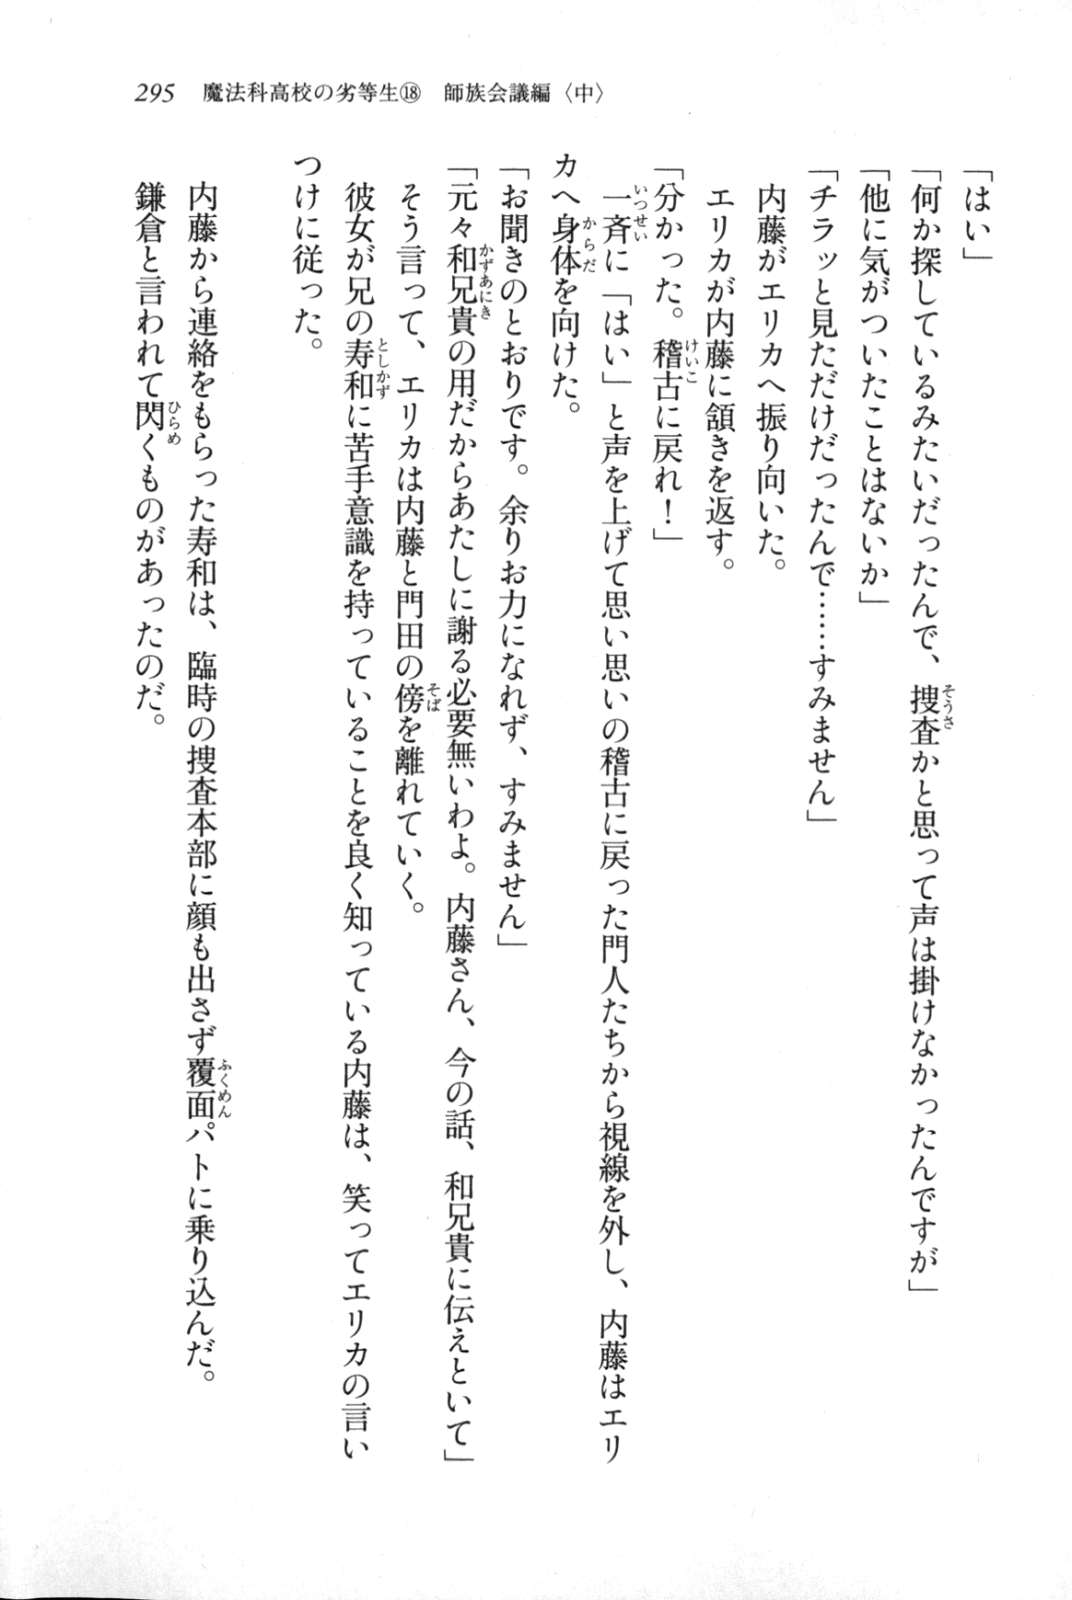 295　魔法科高校の劣等生⑱　師族会議編〈中〉
「はい」
「何か探しているみたいだったんで、捜査かと思って声は掛けなかったんですが」
「他に気がついたことはないか」
「チラッと見ただけだったんで……すみません」
　内藤がエリカへ振り向いた。
　エリカが内藤に頷きを返す。
「分かった。稽古に戻れ！」
　一斉に「はい」と声を上げて思い思いの稽古に戻った門人たちから視線を外し、内藤はエリ
カへ身体を向けた。
「お聞きのとおりです。余りお力になれず、すみません」
「元々和兄貴の用だからあたしに謝る必要無いわよ。内藤さん、今の話、和兄貴に伝えといて」
　そう言って、エリカは内藤と門田の傍を離れていく。
　彼女が兄の寿和に苦手意識を持っていることを良く知っている内藤は、笑ってエリカの言い
つけに従った。
　内藤から連絡をもらった寿和は、臨時の捜査本部に顔も出さず覆面パトに乗り込んだ。
　鎌倉と言われて閃くものがあったのだ。